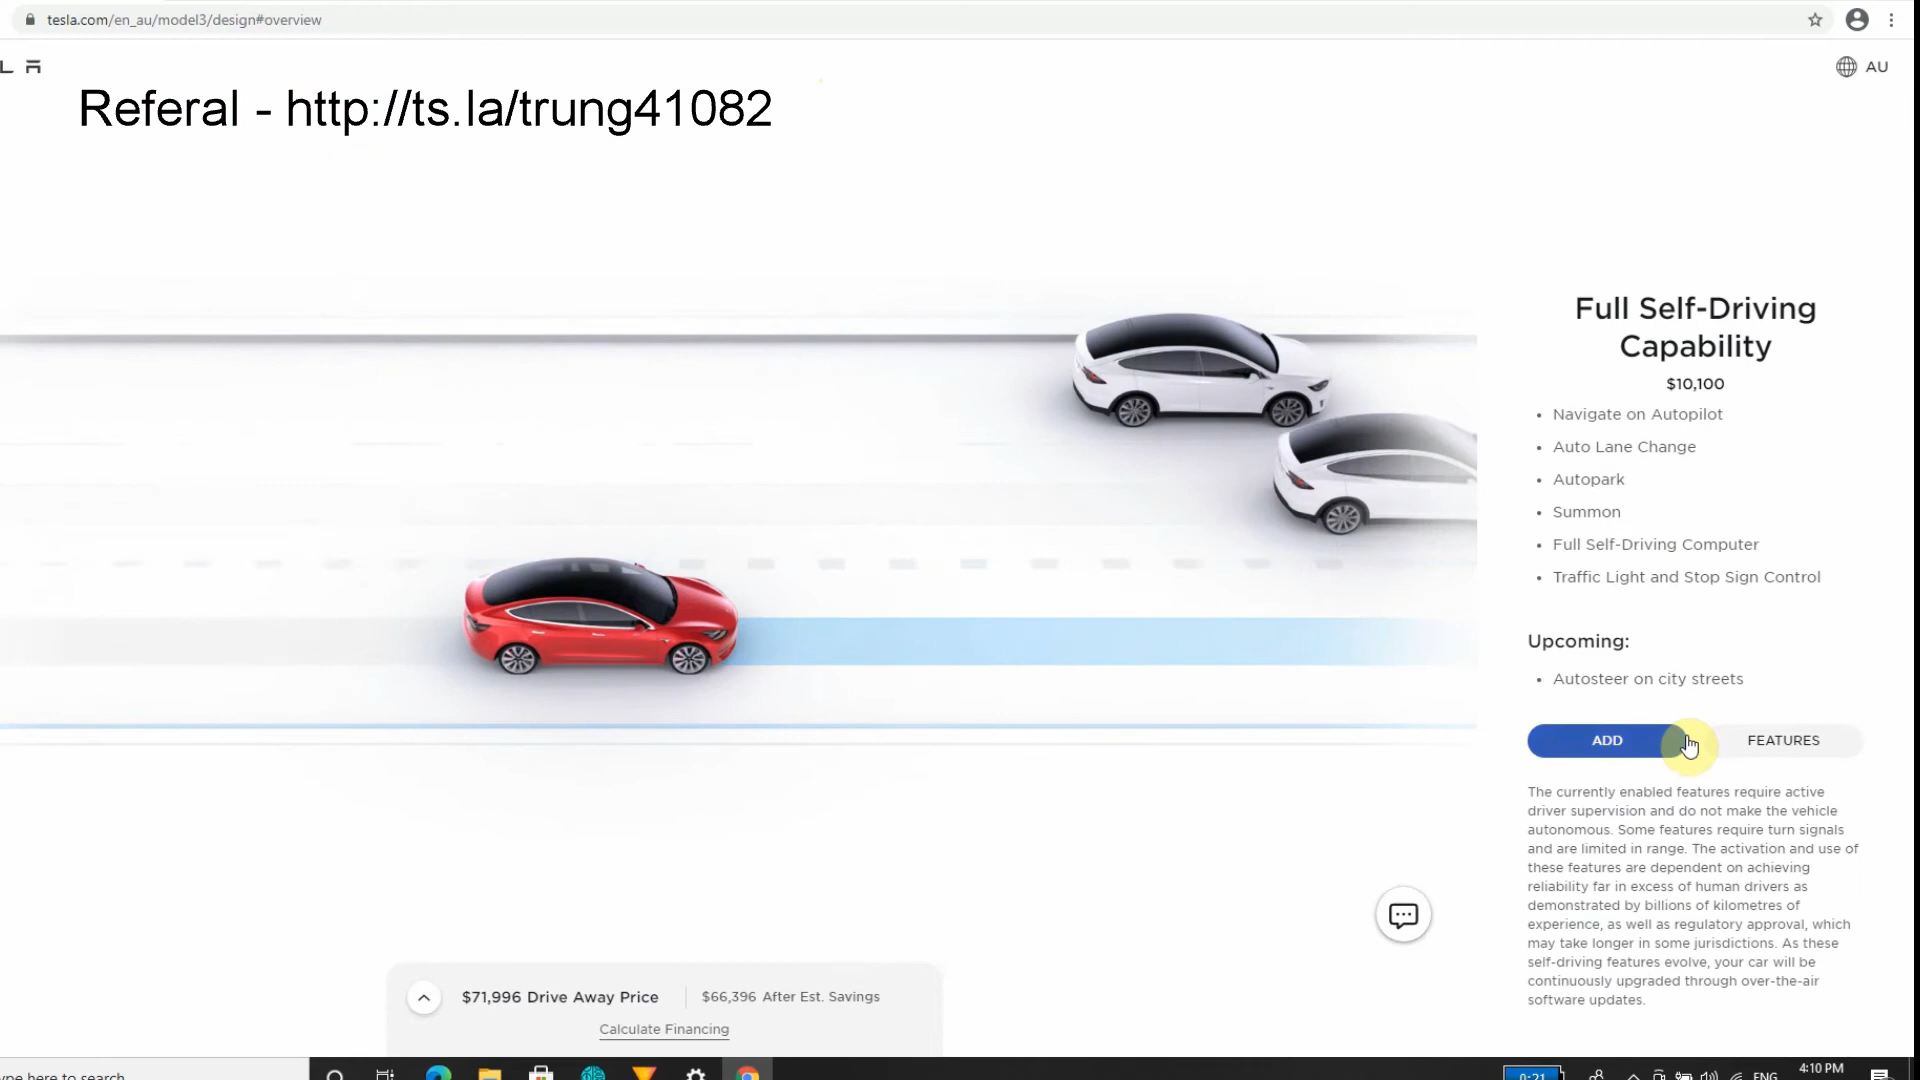 tesla.com/en_au/model3/design#overview
AU
Referal - http://ts.la/trung41082
Full Self-Driving
Capability
$10,100
• Navigate on Autopilot
• Auto Lane Change
• Autopark
• Summon
• Full Self-Driving Computer
• Traffic Light and Stop Sign Control
Upcoming:
• Autosteer on city streets
ADD
FEATURES
The currently enabled features require active
driver supervision and do not make the vehicle
autonomous. Some features require turn signals
and are limited in range. The activation and use of
these features are dependent on achieving
reliability far in excess of human drivers as
demonstrated by billions of kilometres of
experience, as well as regulatory approval, which
may take longer in some jurisdictions. As these
self-driving features evolve, your car will be
continuously upgraded through over-the-air
software updates.
$71,996 Drive Away Price
$66,396 After Est. Savings
Calculate Financing
ype here to search
0:21
ENG
4:10 PM